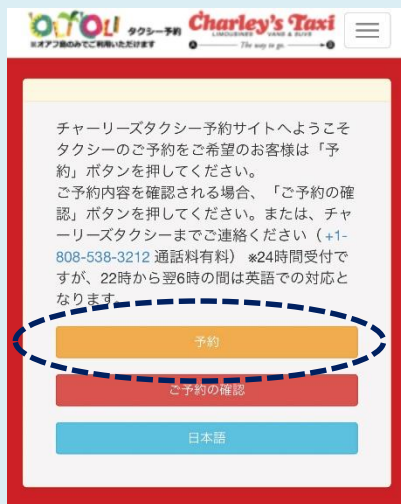 OLIOLI タクシー予約
※オアフ島のみでご利用いただけます
Charley's Taxi
LIMOUSINES VANS & SUVS
A The way to go. B
チャーリーズタクシー予約サイトへようこそ
タクシーのご予約をご希望のお客様は「予
約」ボタンを押してください。
ご予約内容を確認される場合、「ご予約の確
認」ボタンを押してください。または、チャ
ーリーズタクシーまでご連絡ください（ +1-
808-538-3212 通話料有料） ※24時間受付で
すが、22時から翌6時の間は英語での対応と
なります。
予約
ご予約の確認
日本語